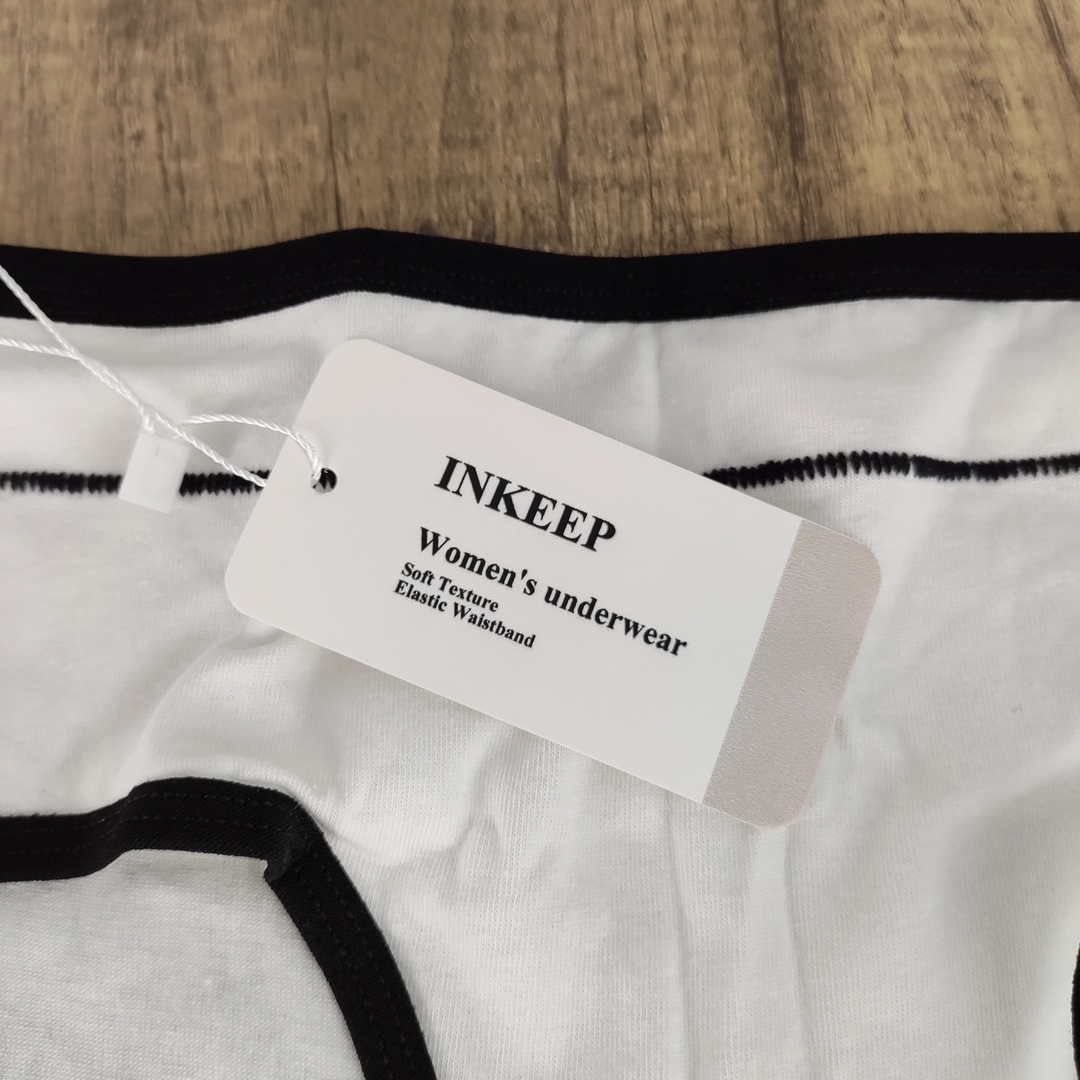 INKEEP
Women's underwear
Soft Texture
Elastic Waistband